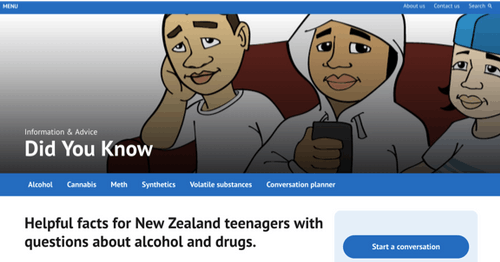 MENU
About us Contact us Search
Information & Advice
Did You Know
Alcohol Cannabis Meth Synthetics Volatile substances Conversation planner
Helpful facts for New Zealand teenagers with
questions about alcohol and drugs.
Start a conversation